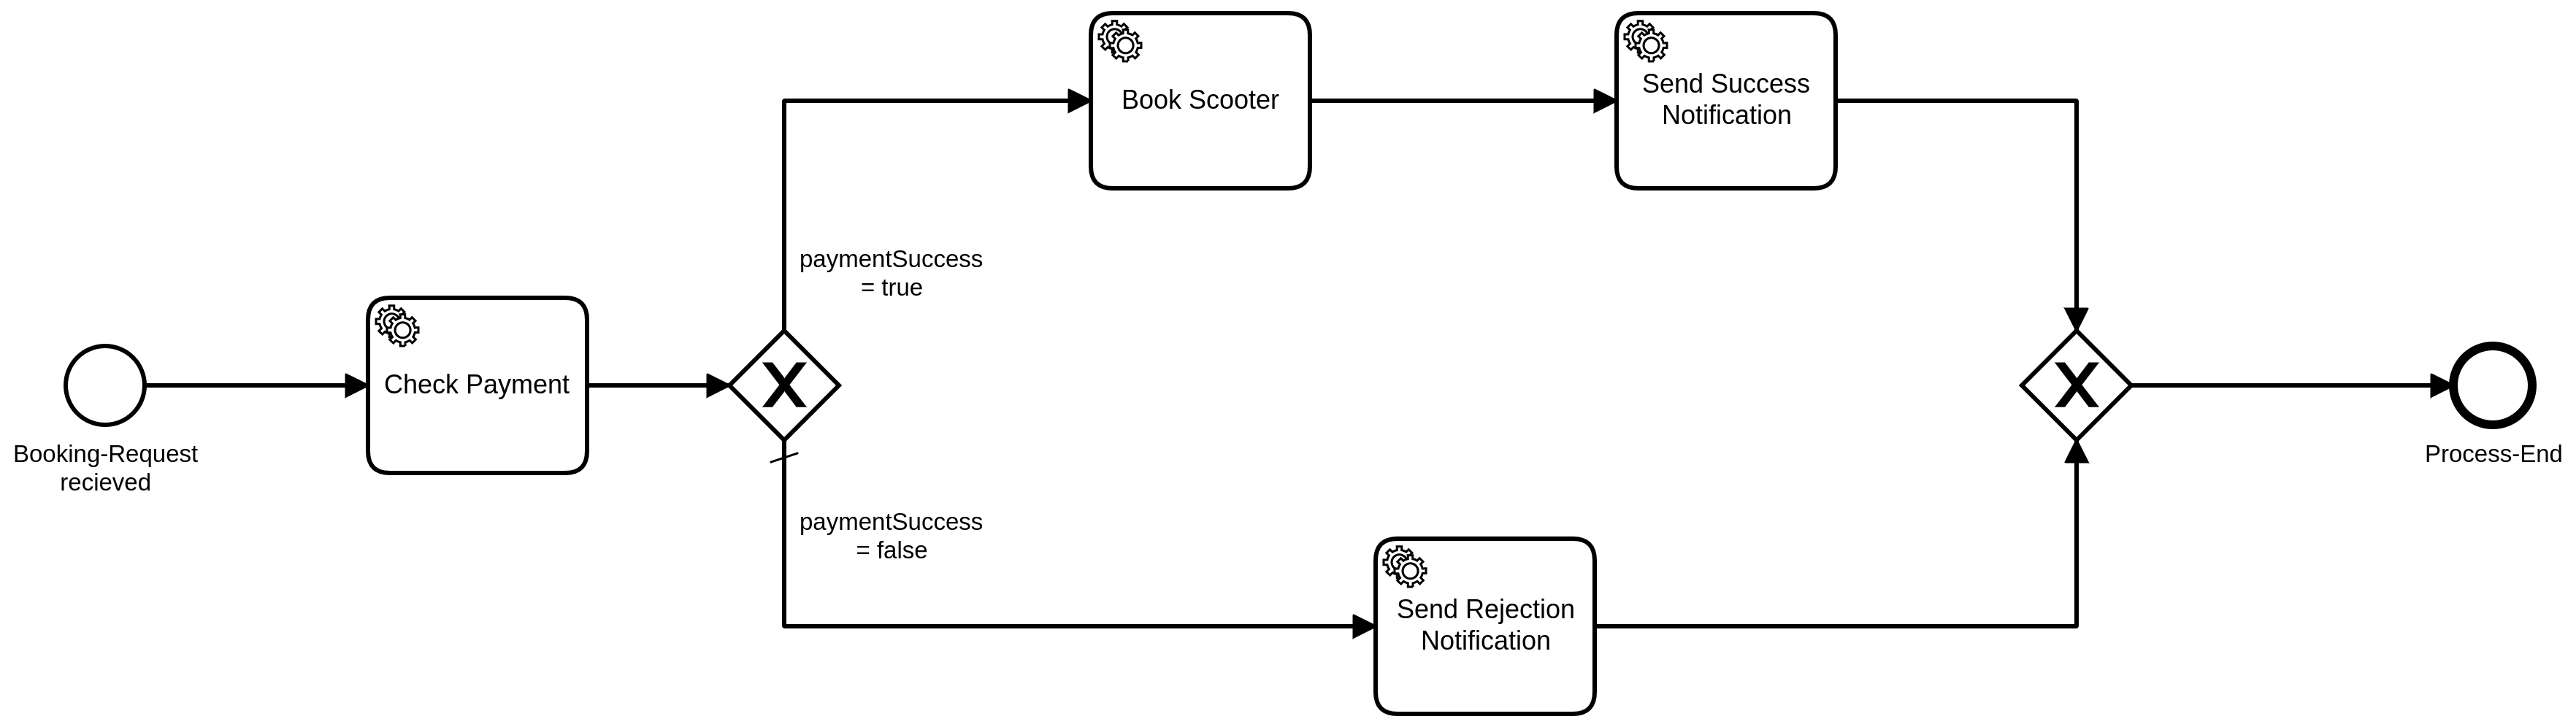 Booking-Request
recieved
Check Payment
X
paymentSuccess
= true
paymentSuccess
= false
Book Scooter
Send Success
Notification
Send Rejection
Notification
X
Process-End